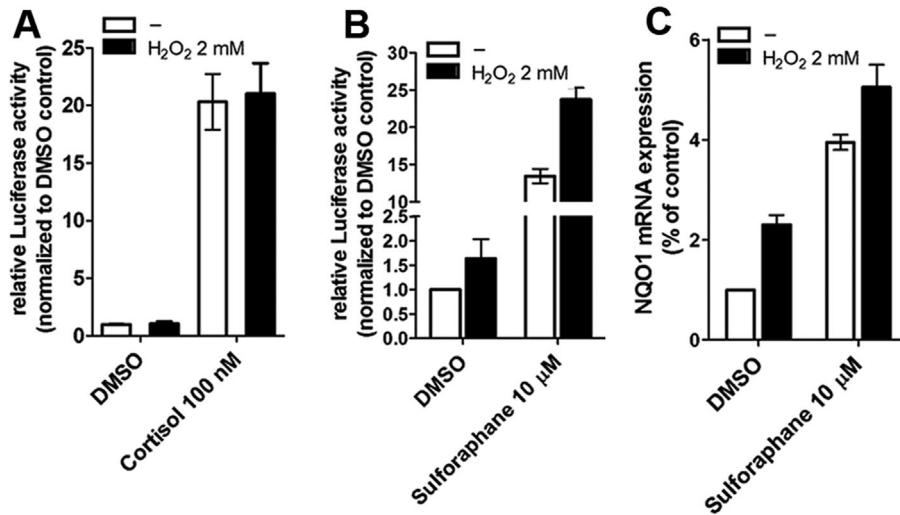 A
–
H₂O₂ 2 mM
relative Luciferase activity
(normalized to DMSO control)
25
20
15
10
5
0
DMSO
Cortisol 100 nM
B
–
H₂O₂ 2 mM
relative Luciferase activity
(normalized to DMSO control)
30
25
20
15
10
2.5
2.0
1.5
1.0
0.5
0.0
DMSO
Sulforaphane 10 μM
C
–
H₂O₂ 2 mM
NQO1 mRNA expression
(% of control)
6
4
2
0
DMSO
Sulforaphane 10 μM